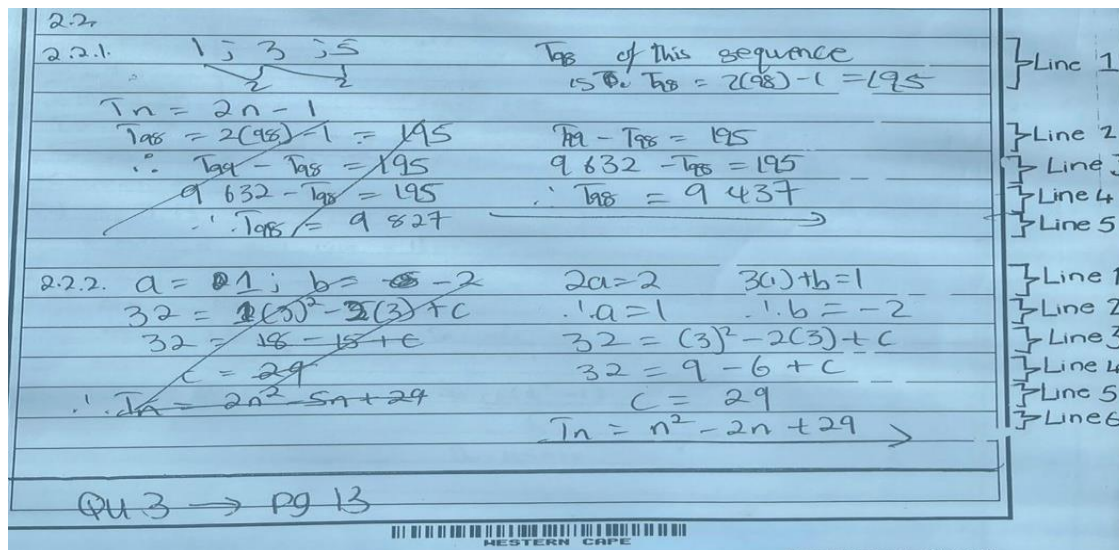 2.2.
2.2.1. 1 ; 3 ; 5 T98 of this sequence } Line 1
2 2 is T98 = 2(98) - 1 = 195
Tn = 2n - 1
T98 = 2(98) - 1 = 195 T99 - T98 = 195 } Line 2
∴ T99 - T98 = 195 9 632 - T98 = 195 } Line 3
9 632 - T98 = 195 ∴ T98 = 9 437 } Line 4
∴ T98 = 9 827 } Line 5
2.2.2. a = 1 ; b = -2 2a = 2 3(1) + b = 1 } Line 1
32 = (3)² - (3) + c ∴ a = 1 ∴ b = -2 } Line 2
32 = 18 - 15 + c 32 = (3)² - 2(3) + c } Line 3
c = 29 32 = 9 - 6 + c } Line 4
∴ Tn = 2n² - 5n + 29 c = 29 } Line 5
Tn = n² - 2n + 29 } Line 6
QU 3 → pg 13
WESTERN CAPE